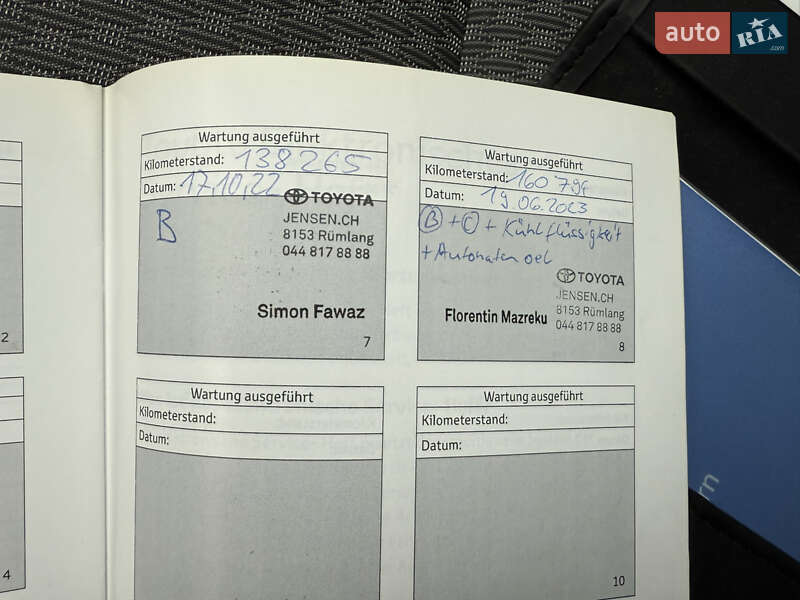 auto RIA
.com
Wartung ausgeführt
Kilometerstand: 138265
Datum: 17.10.22
TOYOTA
JENSEN.CH
8153 Rümlang
044 817 88 88
B
Simon Fawaz
7
Wartung ausgeführt
Kilometerstand:
Datum: 19.06.2023
B + C + Kühlflüssigkeit
+ Automaten oel
TOYOTA
JENSEN.CH
8153 Rümlang
044 817 88 88
Florentin Mazreku
8
Wartung ausgeführt
Kilometerstand:
Datum:
Wartung ausgeführt
Kilometerstand:
Datum:
10
2
4
rn